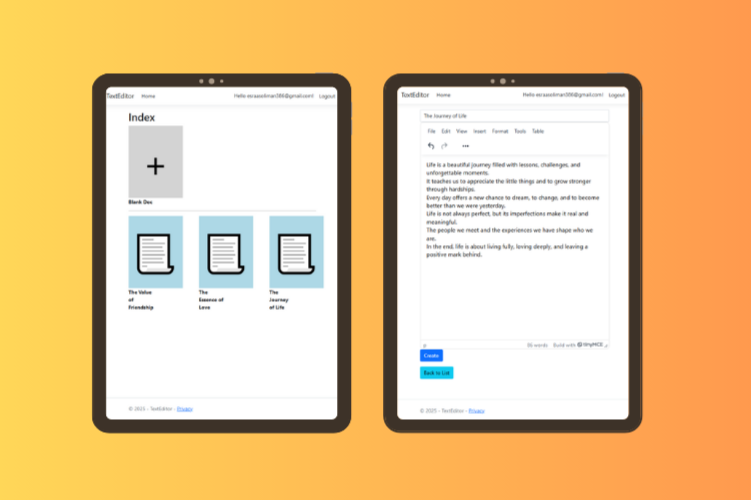 TextEditor Home Hello esraasoliman386@gmail.com! Logout
Index
+
Blank Doc
The Value
of
Friendship
The
Essence of
Love
The
Journey
of Life
© 2025 - TextEditor - Privacy
TextEditor Home Hello esraasoliman386@gmail.com! Logout
The Journey of Life
File Edit View Insert Format Tools Table
Life is a beautiful journey filled with lessons, challenges, and
unforgettable moments.
It teaches us to appreciate the little things and to grow stronger
through hardships.
Every day offers a new chance to dream, to change, and to become
better than we were yesterday.
Life is not always perfect, but its imperfections make it real and
meaningful.
The people we meet and the experiences we have shape who we
are.
In the end, life is about living fully, loving deeply, and leaving a
positive mark behind.
words Build with tinyMCE
Create
Back to List
© 2025 - TextEditor - Privacy